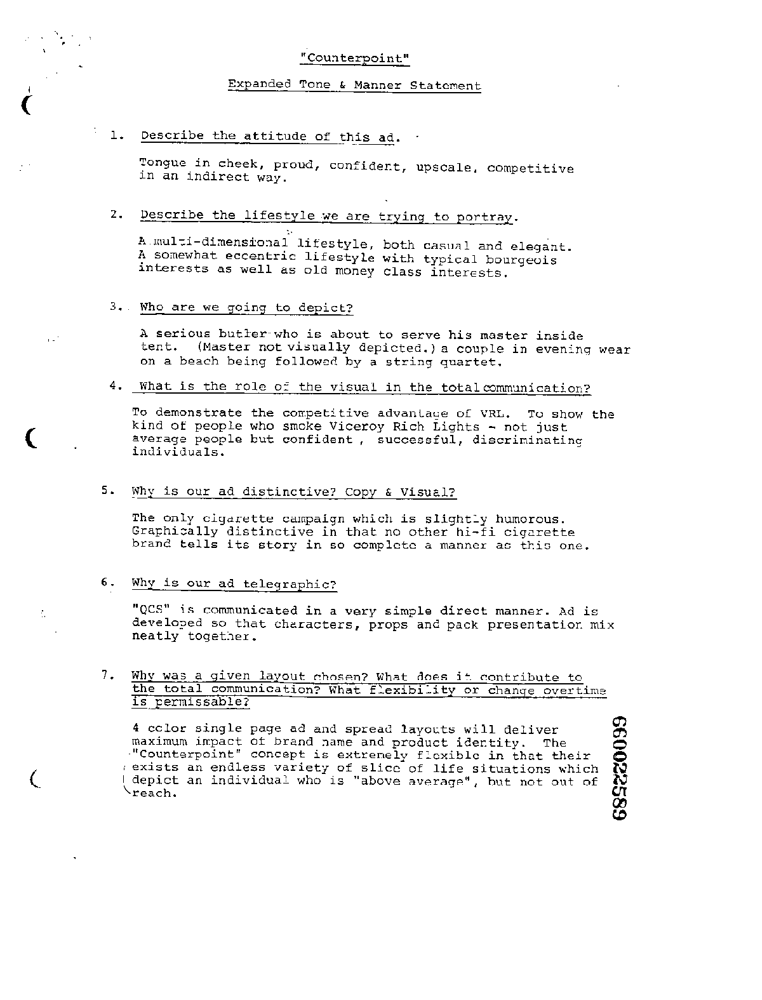 "Counterpoint"
Expanded Tone & Manner Statement
1. Describe the attitude of this ad.
Tongue in cheek, proud, confident, upscale, competitive
in an indirect way.
2. Describe the lifestyle we are trying to portray.
A multi-dimensional lifestyle, both casual and elegant.
A somewhat eccentric lifestyle with typical bourgeois
interests as well as old money class interests.
3. Who are we going to depict?
A serious butler who is about to serve his master inside
tent. (Master not visually depicted.) a couple in evening wear
on a beach being followed by a string quartet.
4. What is the role of the visual in the total communication?
To demonstrate the competitive advantage of VRL. To show the
kind of people who smoke Viceroy Rich Lights - not just
average people but confident , successful, discriminating
individuals.
5. Why is our ad distinctive? Copy & Visual?
The only cigarette campaign which is slightly humorous.
Graphically distinctive in that no other hi-fi cigarette
brand tells its story in so complete a manner as this one.
6. Why is our ad telegraphic?
"QCS" is communicated in a very simple direct manner. Ad is
developed so that characters, props and pack presentation mix
neatly together.
7. Why was a given layout chosen? What does it contribute to
the total communication? What flexibility or change overtime
is permissable?
4 color single page ad and spread layouts will deliver
maximum impact of brand name and product identity. The
"Counterpoint" concept is extremely flexible in that their
exists an endless variety of slice of life situations which
depict an individual who is "above average", but not out of
reach.
660022589